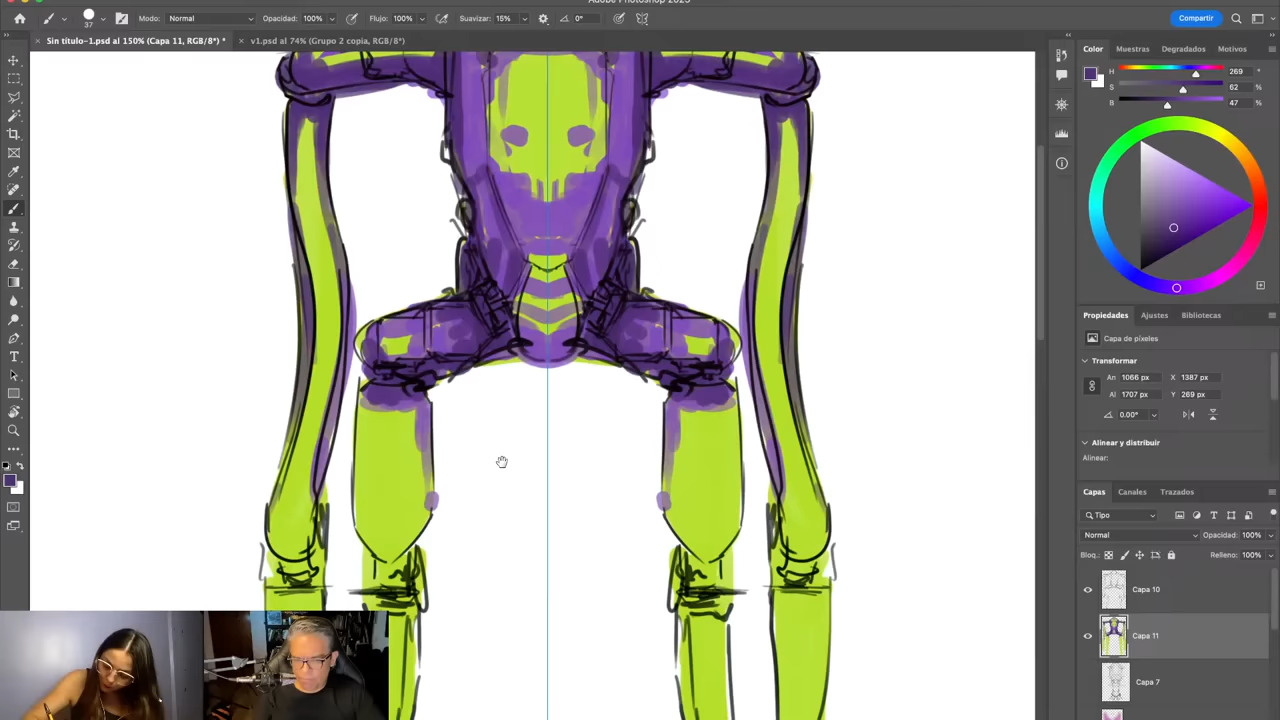 Adobe Photoshop 2023
37
Modo: Normal
Opacidad: 100%
Flujo: 100%
Suavizar: 15%
0°
Compartir
Sin título-1.psd al 150% (Capa 11, RGB/8*) *
v1.psd al 74% (Grupo 2 copia, RGB/8*)
Color
Muestras
Degradados
Motivos
H 269 °
S 62 %
B 47 %
Propiedades
Ajustes
Bibliotecas
Capa de píxeles
Transformar
An 1066 px X 1387 px
Al 1707 px Y 269 px
0.00°
Alinear y distribuir
Alinear:
Capas
Canales
Trazados
Tipo
Normal
Opacidad: 100%
Bloq.:
Relleno: 100%
Capa 10
Capa 11
Capa 7